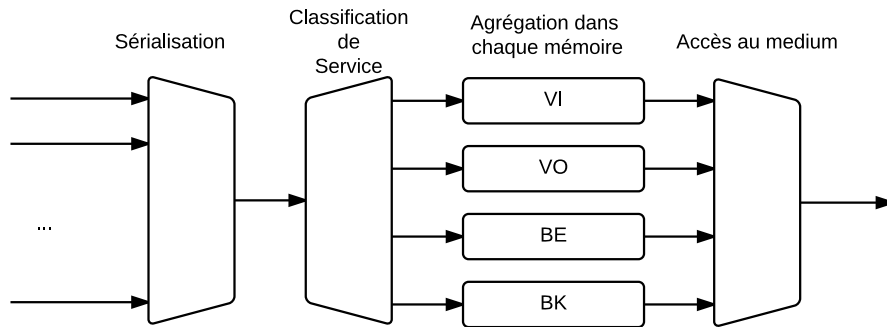 Sérialisation
Classification
de
Service
Agrégation dans
chaque mémoire
Accès au medium
VI
VO
BE
BK
...